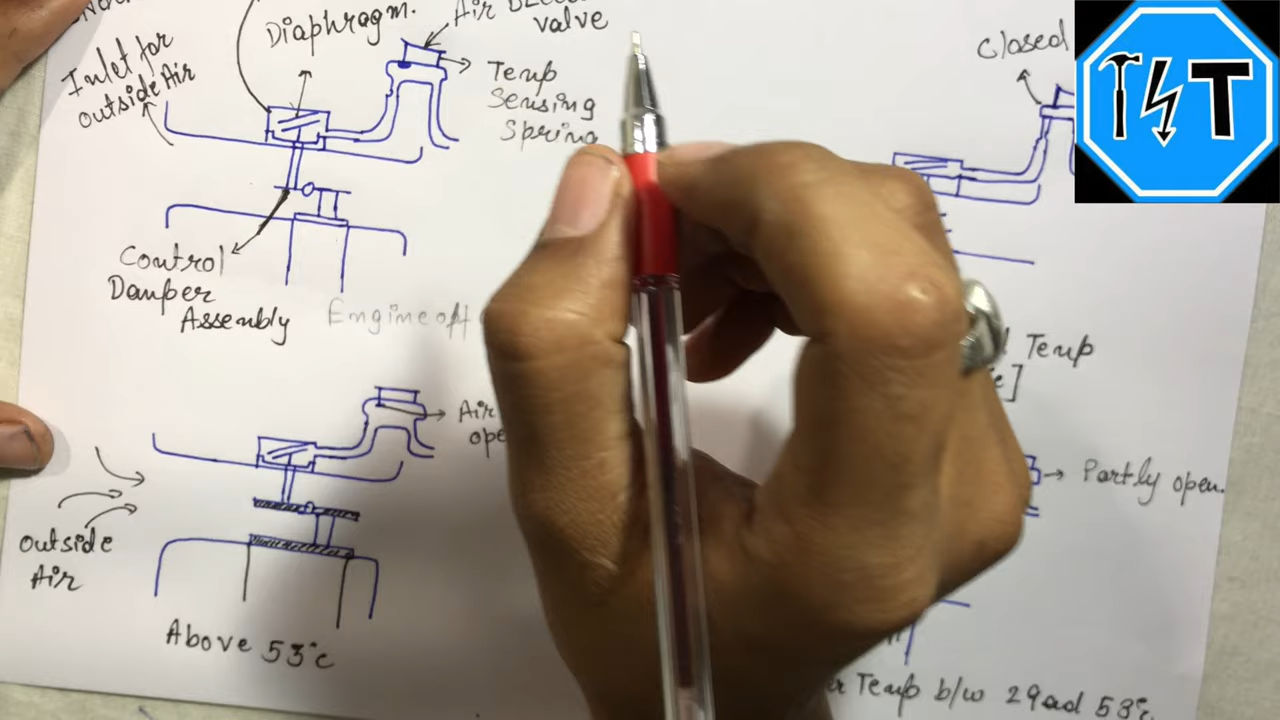 Diaphragm.
Air
valve
Inlet for
outside Air
Temp
Sensing
Spring
Control
Damper
Assembly
Engine off
Closed
T
Temp
Air
outside
Air
Above 53°c
Partly open.
Temp b/w 29 and 53°c